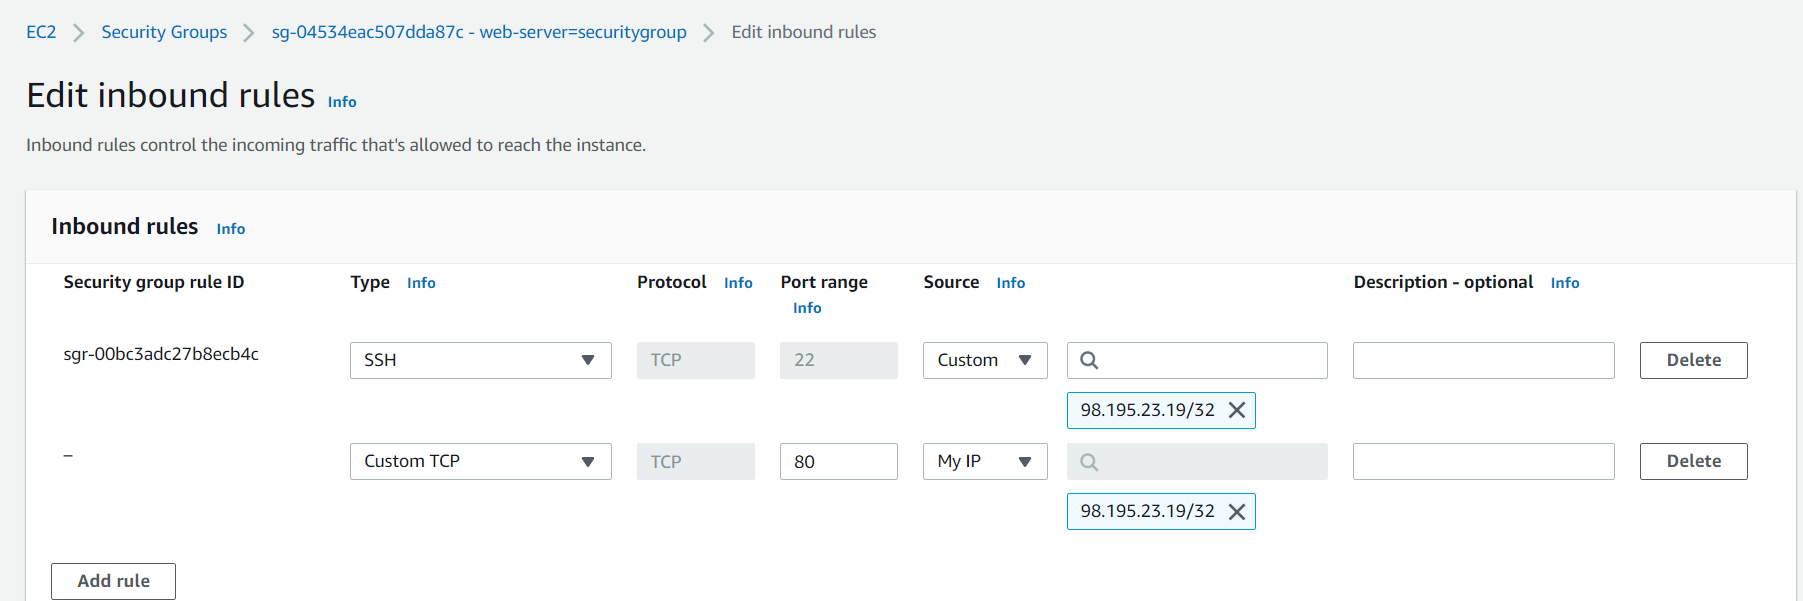 EC2 > Security Groups > sg-04534eac507dda87c - web-server=securitygroup > Edit inbound rules
Edit inbound rules Info
Inbound rules control the incoming traffic that's allowed to reach the instance.
Inbound rules Info
Security group rule ID Type Info Protocol Info Port range Info Source Info Description - optional Info
sgr-00bc3adc27b8ecb4c SSH TCP 22 Custom Delete
98.195.23.19/32
– Custom TCP TCP 80 My IP Delete
98.195.23.19/32
Add rule